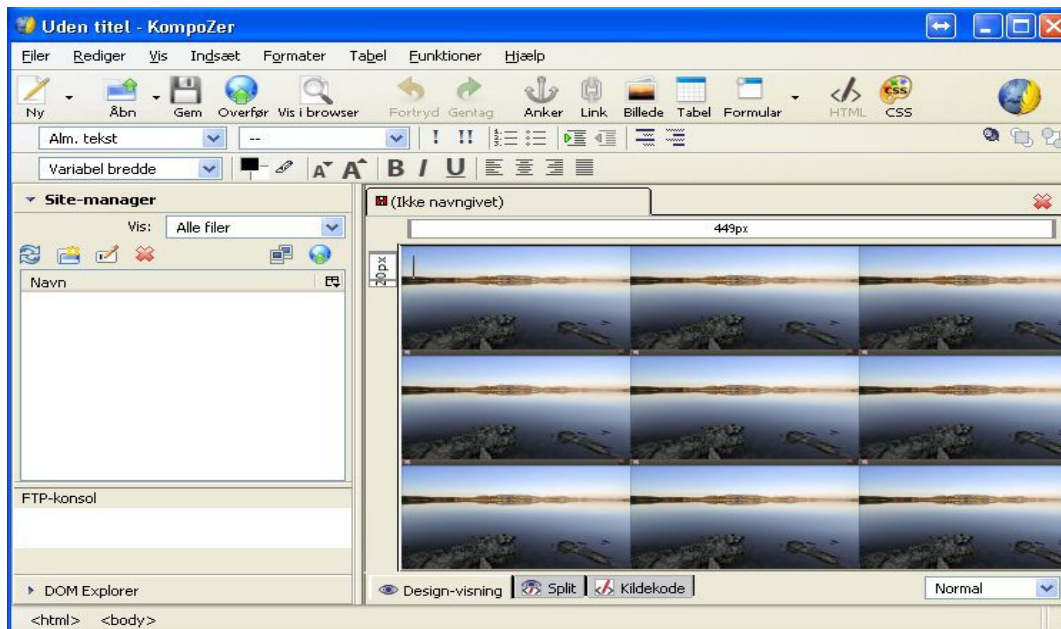 Uden titel - KompoZer
Filer Rediger Vis Indsæt Formater Tabel Funktioner Hjælp
Ny Åbn Gem Overfør Vis i browser Fortryd Gentag Anker Link Billede Tabel Formular HTML CSS
Alm. tekst -- ! !!
Variabel bredde A A B I U
Site-manager
(Ikke navngivet)
Vis: Alle filer
449px
20px
Navn
FTP-konsol
DOM Explorer
Design-visning Split Kildekode Normal
<html> <body>